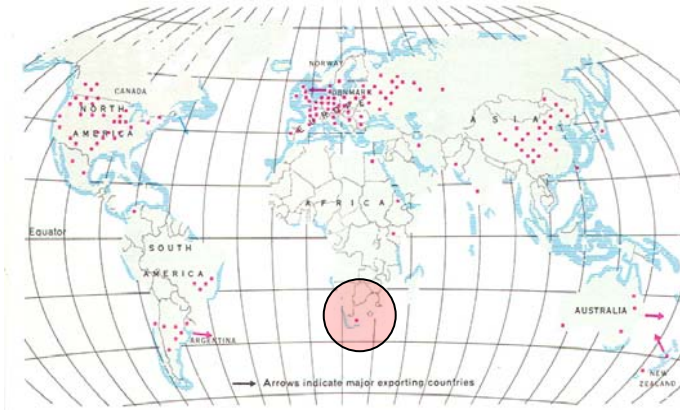 NORWAY
CANADA
DENMARK
NORTH
AMERICA
EUROPE
ASIA
AFRICA
Equator
SOUTH
AMERICA
AUSTRALIA
ARGENTINA
NEW
ZEALAND
Arrows indicate major exporting countries